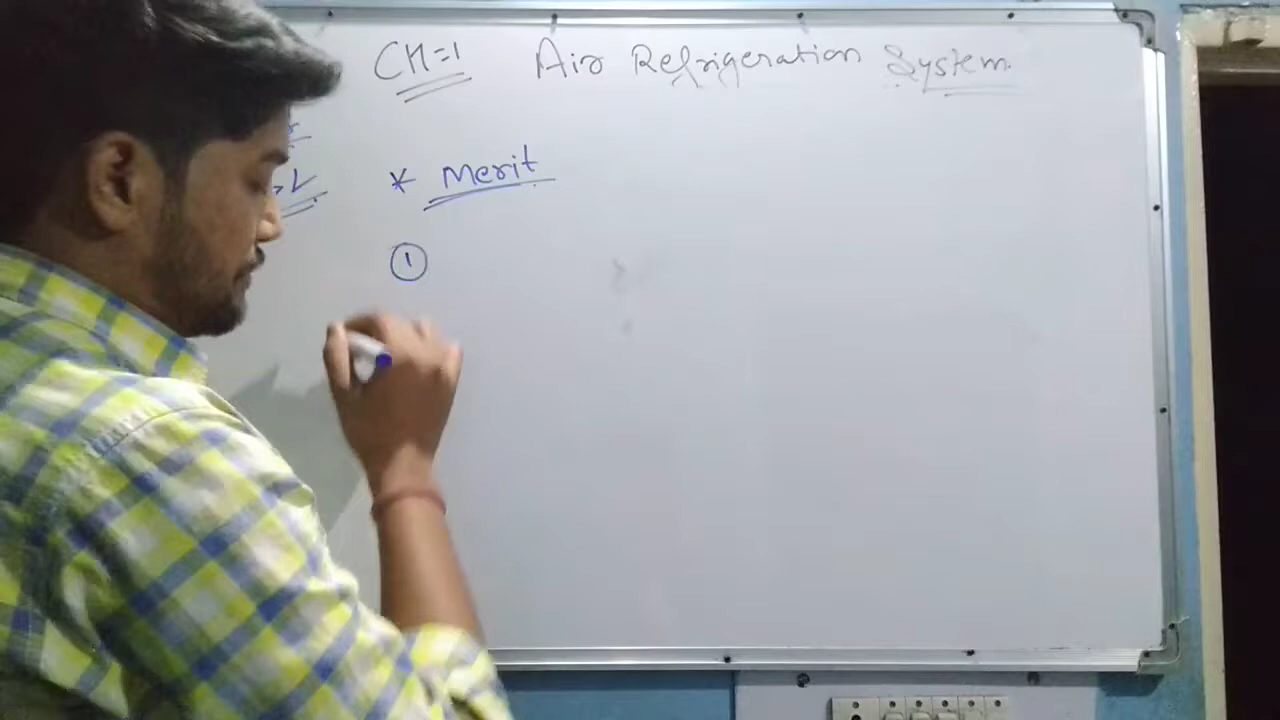 CH=1 Air Refrigeration System.
* Merit
①